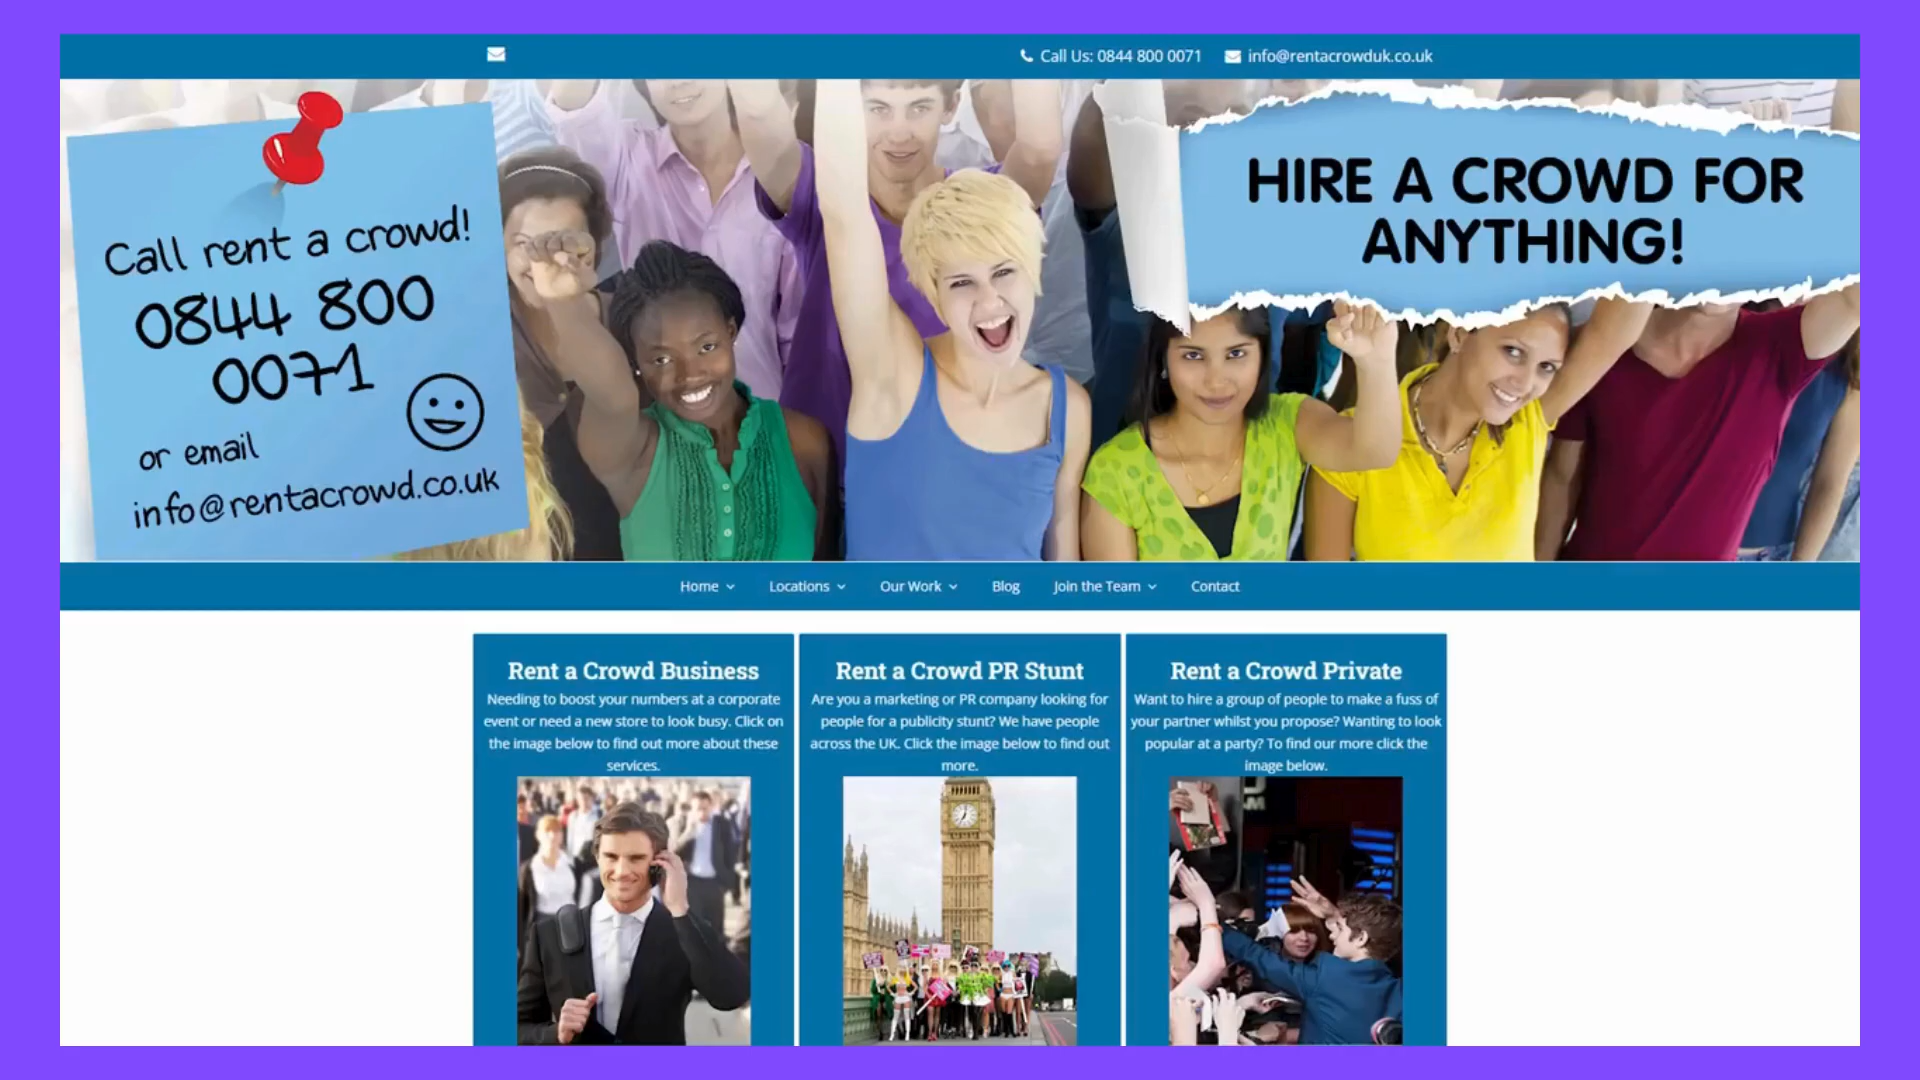 Call Us: 0844 800 0071
info@rentacrowduk.co.uk
Call rent a crowd!
0844 800
0071
or email
info@rentacrowd.co.uk
HIRE A CROWD FOR
ANYTHING!
Home
Locations
Our Work
Blog
Join the Team
Contact
Rent a Crowd Business
Needing to boost your numbers at a corporate
event or need a new store to look busy. Click on
the image below to find out more about these
services.
Rent a Crowd PR Stunt
Are you a marketing or PR company looking for
people for a publicity stunt? We have people
across the UK. Click the image below to find out
more.
Rent a Crowd Private
Want to hire a group of people to make a fuss of
your partner whilst you propose? Wanting to look
popular at a party? To find our more click the
image below.